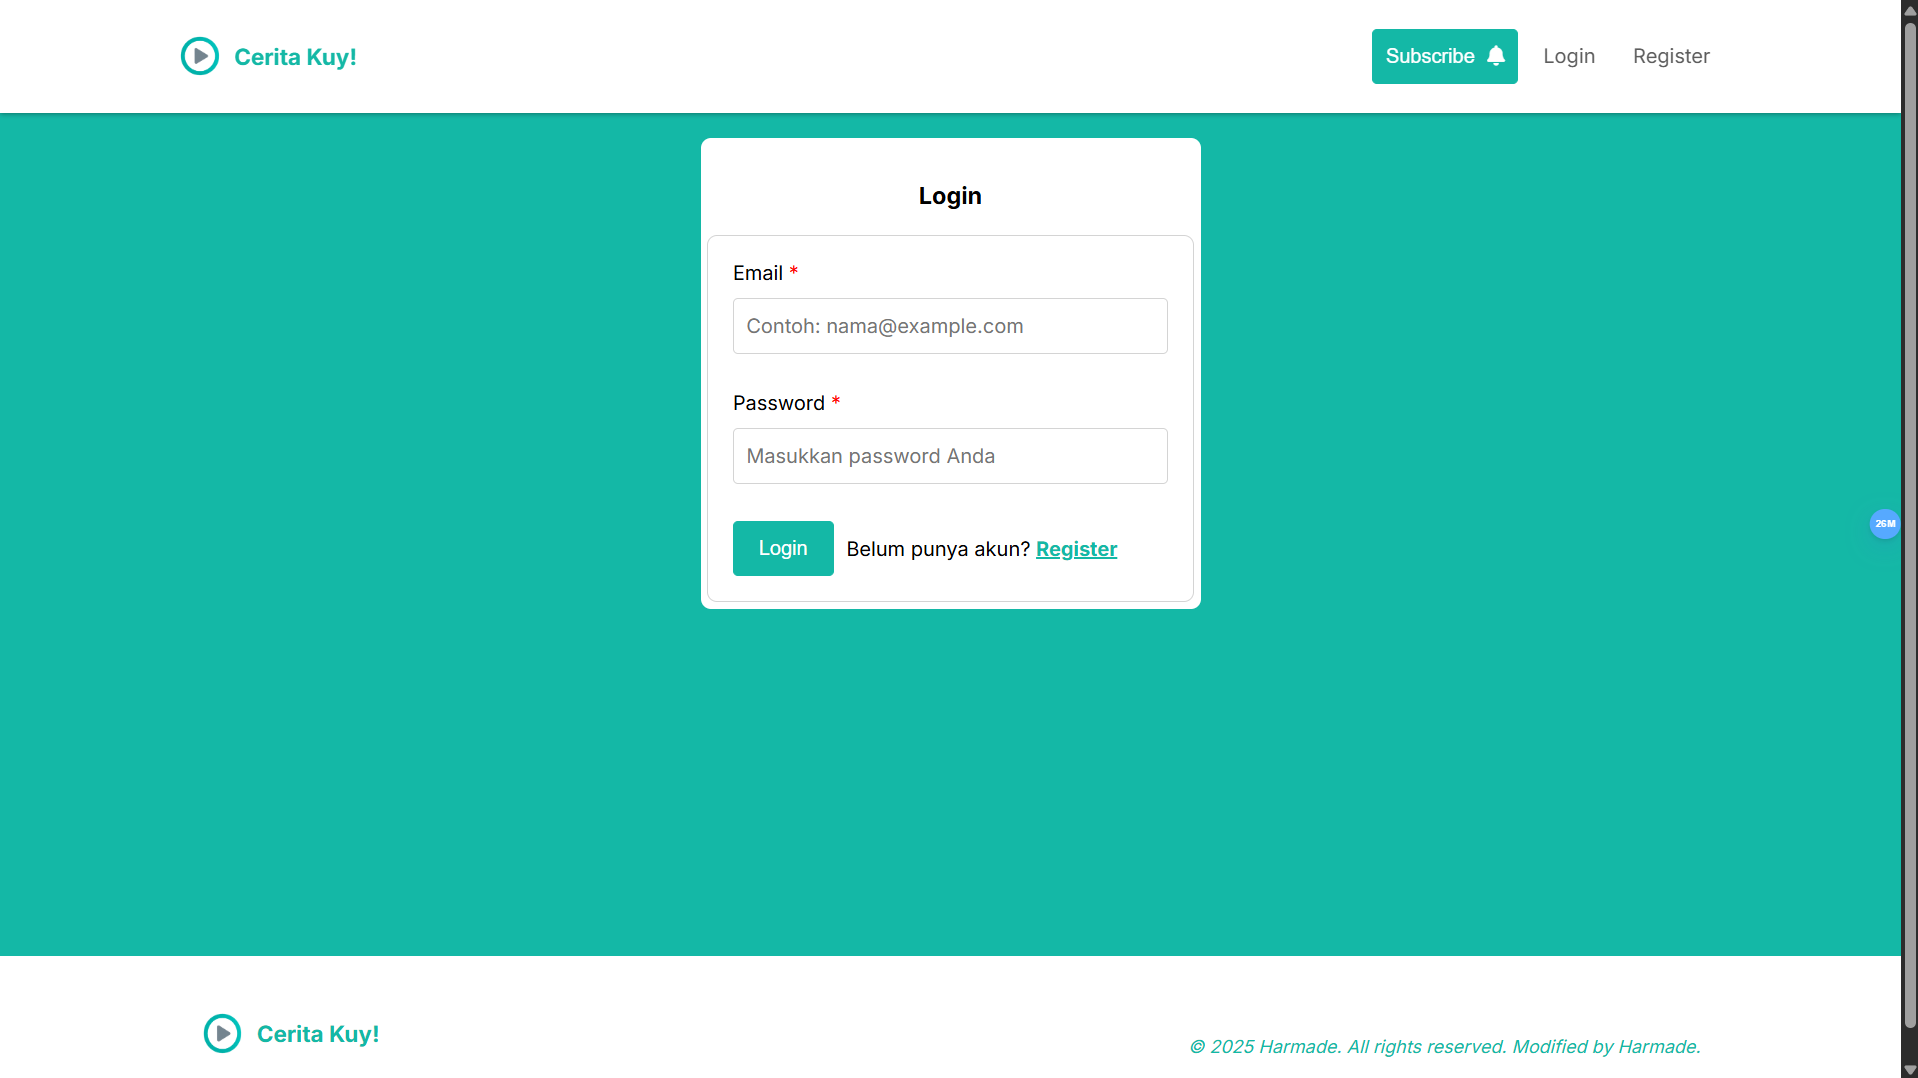 Cerita Kuy!
Subscribe
Login
Register
Login
Email *
Contoh: nama@example.com
Password *
Masukkan password Anda
Login
Belum punya akun? Register
26M
Cerita Kuy!
© 2025 Harmade. All rights reserved. Modified by Harmade.